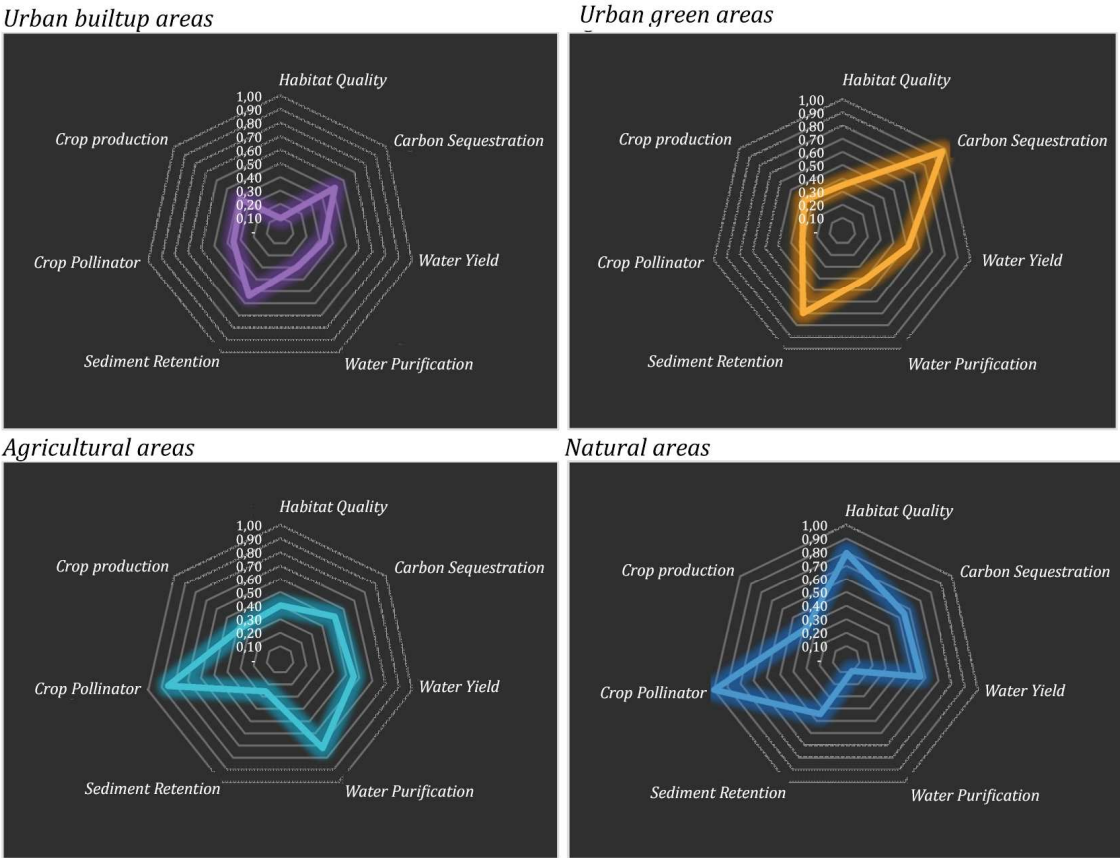 Urban builtup areas
Habitat Quality
1,00
0,90
0,80
0,70
0,60
0,50
0,40
0,30
0,20
0,10
-
Crop production
Carbon Sequestration
Crop Pollinator
Water Yield
Sediment Retention
Water Purification
Urban green areas
Habitat Quality
1,00
0,90
0,80
0,70
0,60
0,50
0,40
0,30
0,20
0,10
-
Crop production
Carbon Sequestration
Crop Pollinator
Water Yield
Sediment Retention
Water Purification
Agricultural areas
Habitat Quality
1,00
0,90
0,80
0,70
0,60
0,50
0,40
0,30
0,20
0,10
-
Crop production
Carbon Sequestration
Crop Pollinator
Water Yield
Sediment Retention
Water Purification
Natural areas
Habitat Quality
1,00
0,90
0,80
0,70
0,60
0,50
0,40
0,30
0,20
0,10
-
Crop production
Carbon Sequestration
Crop Pollinator
Water Yield
Sediment Retention
Water Purification